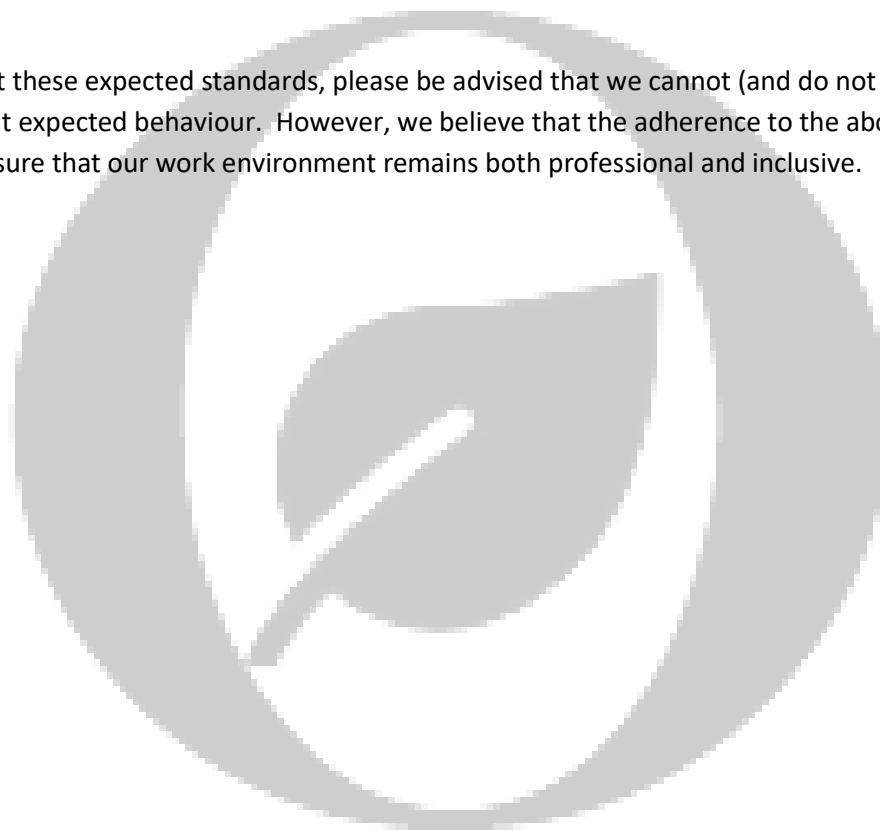 t these expected standards, please be advised that we cannot (and do not
t expected behaviour.  However, we believe that the adherence to the abo
sure that our work environment remains both professional and inclusive.